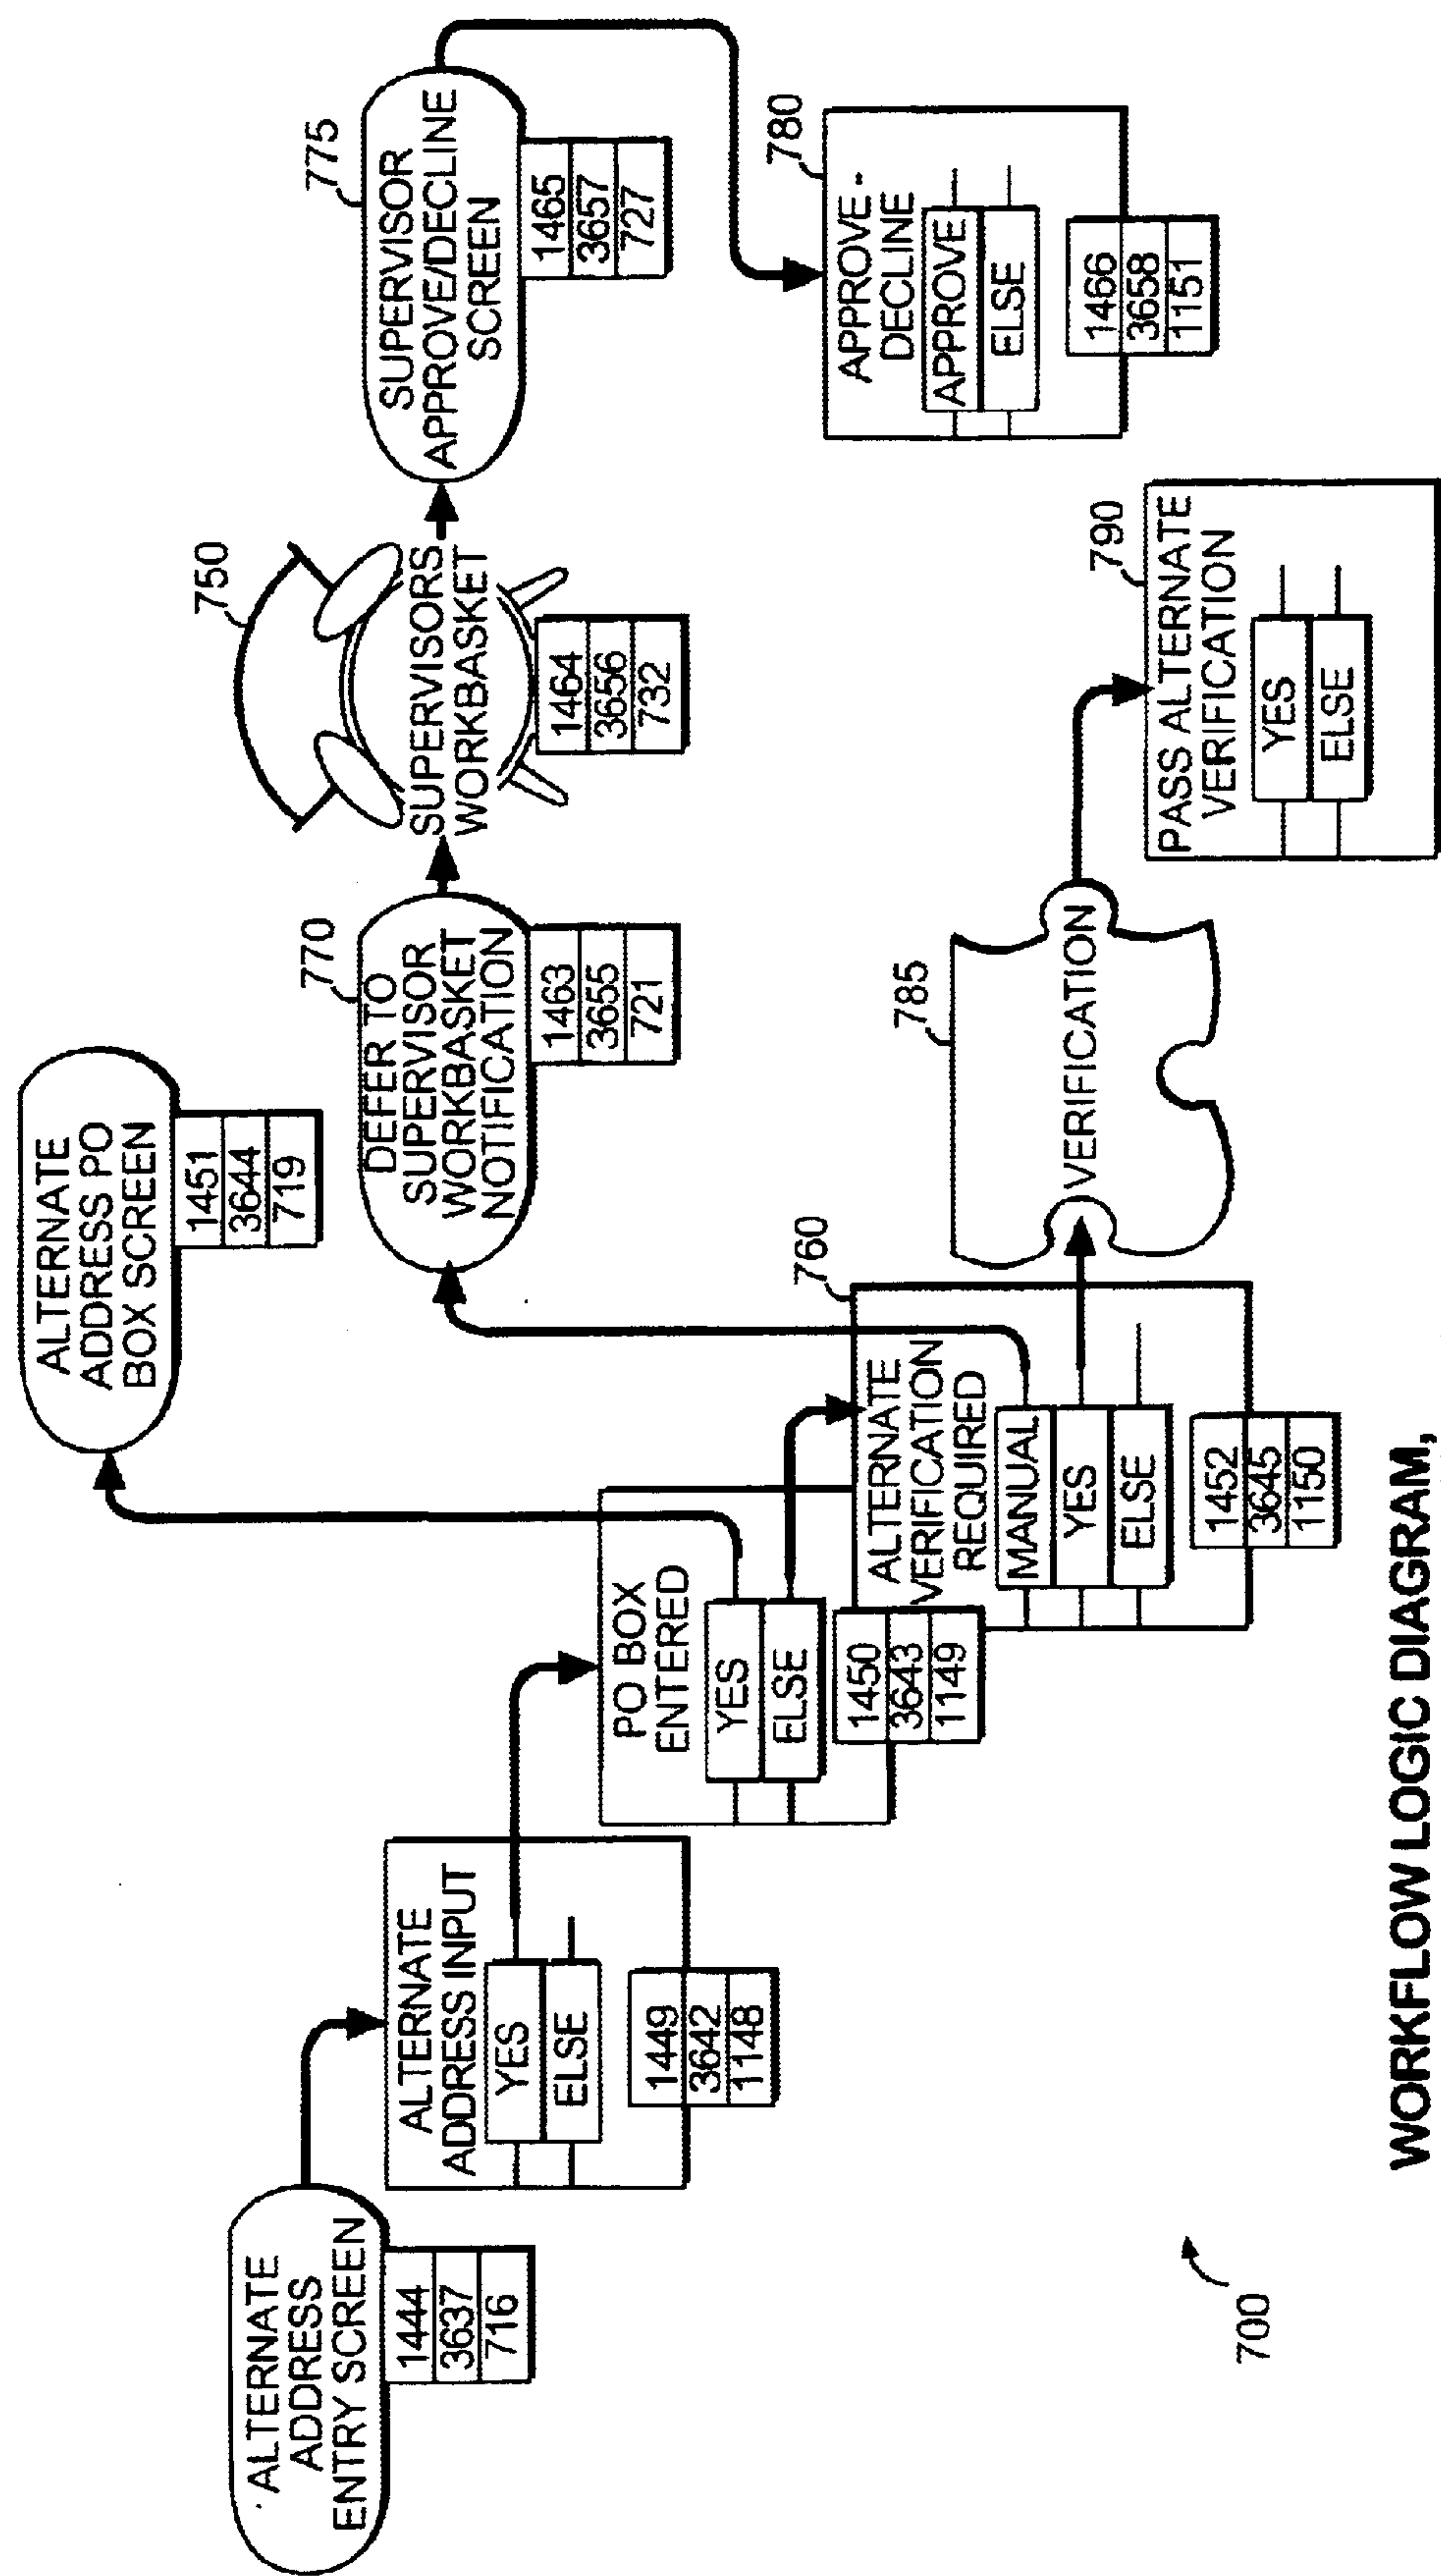 ALTERNATE
ADDRESS
ENTRY SCREEN
1444
3637
716
ALTERNATE
ADDRESS INPUT
YES
ELSE
1449
3642
1148
PO BOX
ENTERED
YES
ELSE
1450
3643
1149
ALTERNATE
ADDRESS PO
BOX SCREEN
1451
3644
719
760
ALTERNATE
VERIFICATION
REQUIRED
MANUAL
YES
ELSE
1452
3645
1150
770
DEFER TO
SUPERVISOR
WORKBASKET
NOTIFICATION
1463
3655
721
750
SUPERVISORS
WORKBASKET
1464
3656
732
775
SUPERVISOR
APPROVE/DECLINE
SCREEN
1465
3657
727
780
APPROVE -
DECLINE
APPROVE
ELSE
1466
3658
1151
785
VERIFICATION
790
PASS ALTERNATE
VERIFICATION
YES
ELSE
700
WORKFLOW LOGIC DIAGRAM,